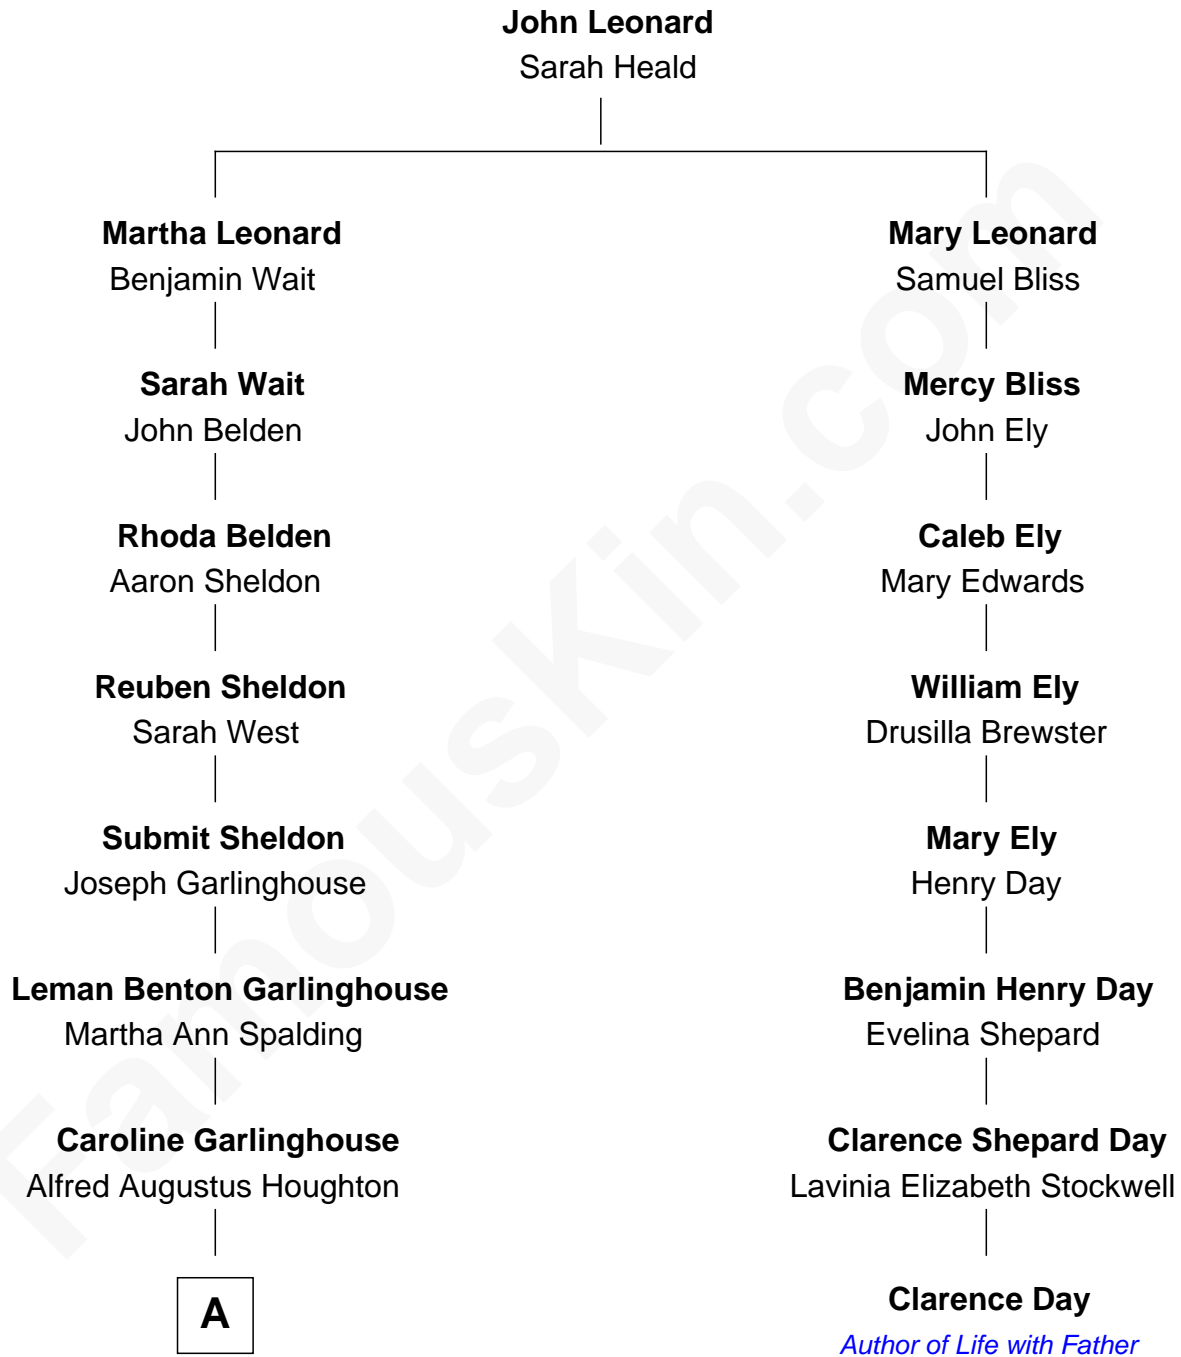 John Leonard
Sarah Heald
Martha Leonard
Benjamin Wait
Mary Leonard
Samuel Bliss
Sarah Wait
John Belden
Mercy Bliss
John Ely
Rhoda Belden
Aaron Sheldon
Caleb Ely
Mary Edwards
Reuben Sheldon
Sarah West
William Ely
Drusilla Brewster
Submit Sheldon
Joseph Garlinghouse
Mary Ely
Henry Day
Leman Benton Garlinghouse
Martha Ann Spalding
Benjamin Henry Day
Evelina Shepard
Caroline Garlinghouse
Alfred Augustus Houghton
Clarence Shepard Day
Lavinia Elizabeth Stockwell
A
Clarence Day
Author of Life with Father
FamousKin.com